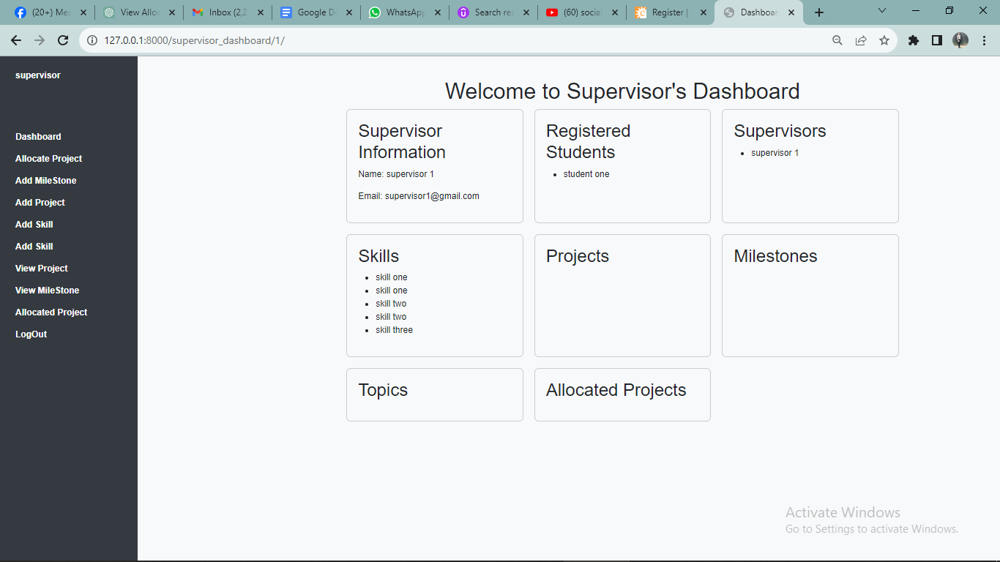 (20+) Mes
View Alloc
Inbox (2,2
Google Do
WhatsApp
Search res
(60) social
Register |
Dashboar
127.0.0.1:8000/supervisor_dashboard/1/
supervisor
Dashboard
Allocate Project
Add MileStone
Add Project
Add Skill
Add Skill
View Project
View MileStone
Allocated Project
LogOut
Welcome to Supervisor's Dashboard
Supervisor
Information
Name: supervisor 1
Email: supervisor1@gmail.com
Registered
Students
• student one
Supervisors
• supervisor 1
Skills
• skill one
• skill one
• skill two
• skill two
• skill three
Projects
Milestones
Topics
Allocated Projects
Activate Windows
Go to Settings to activate Windows.